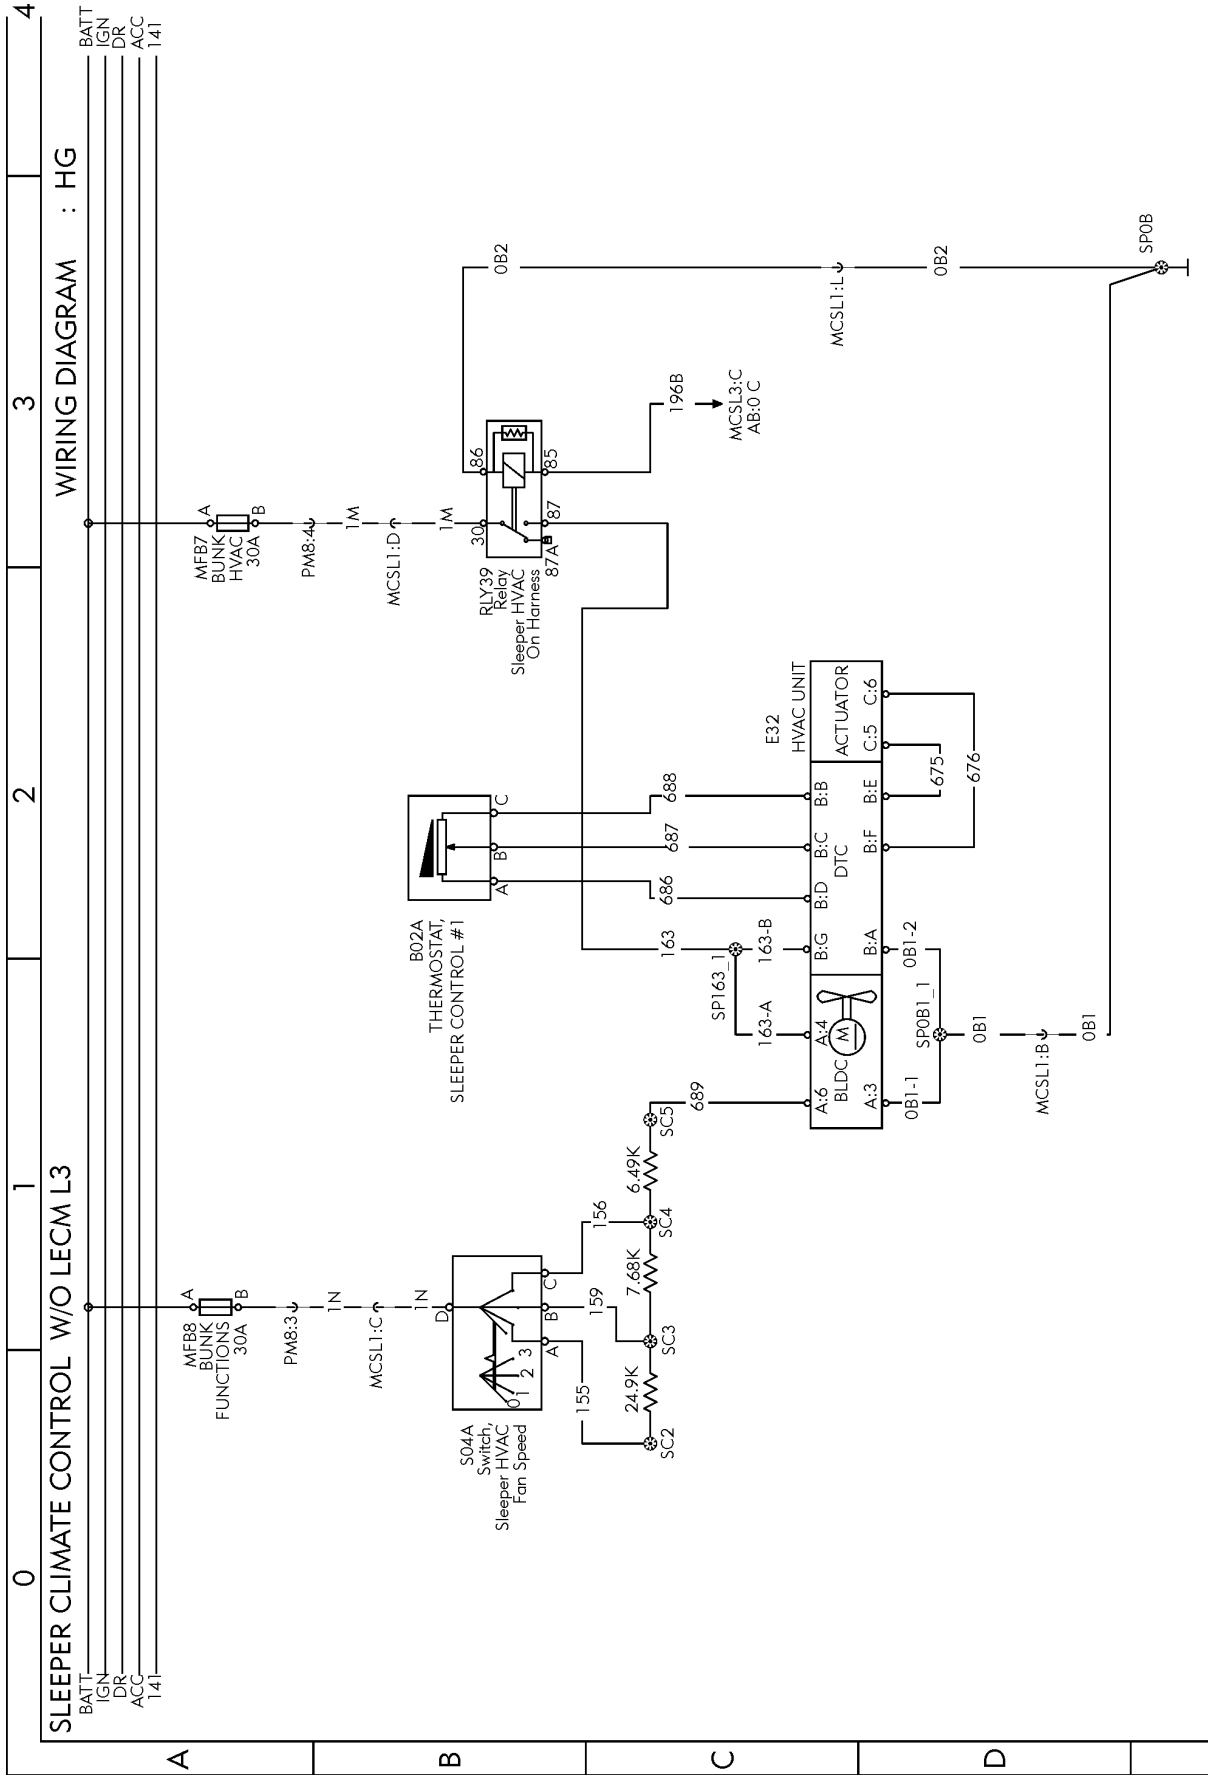 0 1 2 3 4
SLEEPER CLIMATE CONTROL W/O LECM L3
WIRING DIAGRAM : HG
BATT
IGN
DR
ACC
141
BATT
IGN
DR
ACC
141
A
B
C
D
MFB8
BUNK
FUNCTIONS
30A
A
B
PM8:3
1N
MCSL1:C
1N
D
S04A
Switch,
Sleeper HVAC
Fan Speed
0 1 2 3
A B C
155
159
156
24.9K
7.68K
6.49K
SC2
SC3
SC4
SC5
689
MFB7
BUNK
HVAC
30A
A
B
PM8:4
1M
MCSL1:D
1M
30
86
RLY39
Relay
Sleeper HVAC
On Harness
87A
87
85
196B
MCSL3:C
AB:0 C
0B2
MCSL1:L
0B2
SP0B
B02A
THERMOSTAT,
SLEEPER CONTROL #1
A B C
163
686
687
688
SP163_1
163-A
163-B
E32
HVAC UNIT
A:6
A:4
B:G
B:D
B:C
B:B
BLDC
M
DTC
ACTUATOR
A:3
B:A
B:F
B:E
C:5
C:6
0B1-1
SP0B1_1
0B1-2
675
676
0B1
MCSL1:B
0B1